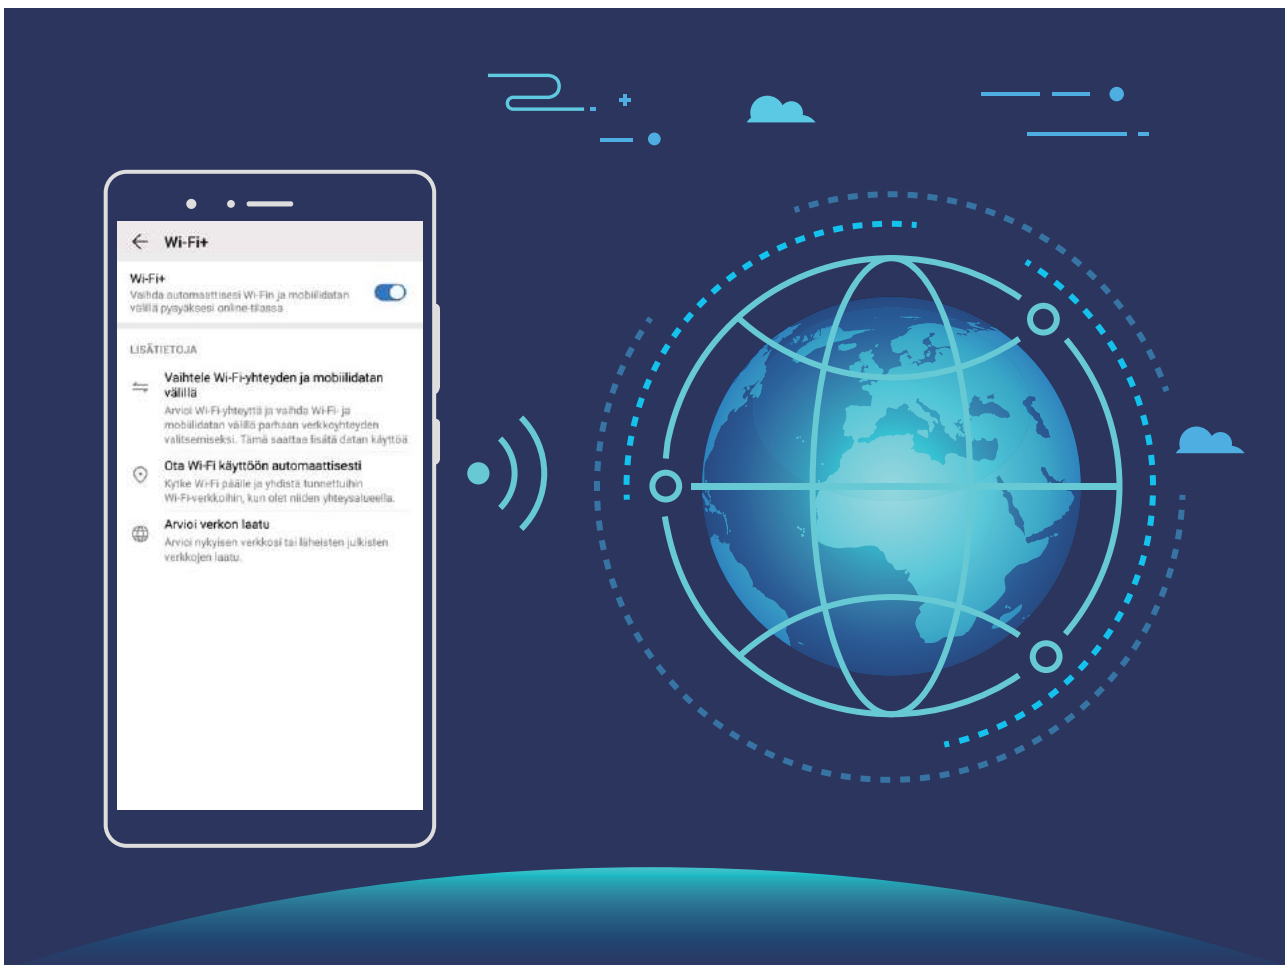 Wi-Fi+
Wi-Fi+
Vaihda automaattisesi Wi-Fin ja mobiilidatan
välillä pysyäksesi online-tilassa
LISÄTIETOJA
Vaihtele Wi-Fi-yhteyden ja mobiilidatan
välillä
Arvioi Wi-Fi-yhteyttä ja vaihda Wi-Fi- ja
mobiilidatan välillä parhaan verkkoyhteyden
valitsemiseksi. Tämä saattaa lisätä datan käyttöä.
Ota Wi-Fi käyttöön automaattisesti
Kytke Wi-Fi päälle ja yhdistä tunnettuihin
Wi-Fi-verkkoihin, kun olet niiden yhteysalueella.
Arvioi verkon laatu
Arvioi nykyisen verkkosi tai läheisten julkisten
verkkojen laatu.